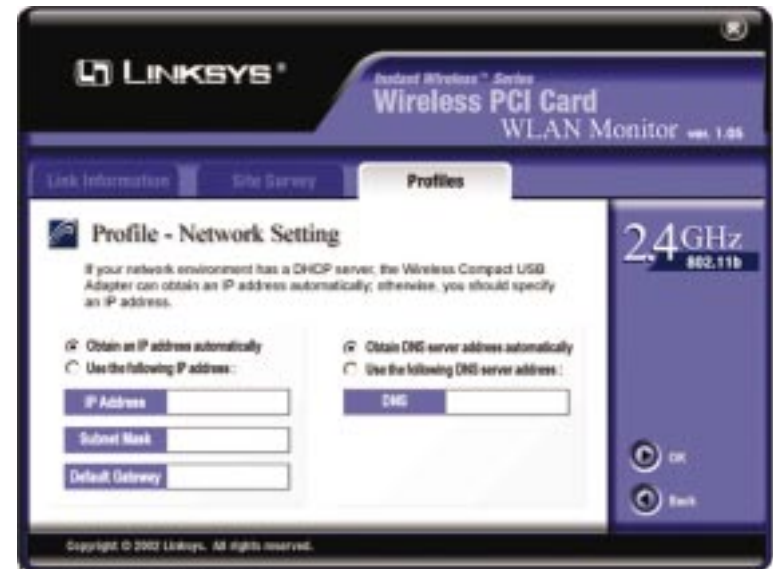 LINKSYS®
Instant Wireless™ Series
Wireless PCI Card
WLAN Monitor ver. 1.05
Link Information
Site Survey
Profiles
Profile - Network Setting
If your network environment has a DHCP server, the Wireless Compact USB
Adapter can obtain an IP address automatically; otherwise, you should specify
an IP address.
Obtain an IP address automatically
Use the following IP address :
IP Address
Subnet Mask
Default Gateway
Obtain DNS server address automatically
Use the following DNS server address :
DNS
2.4GHz
802.11b
OK
Back
Copyright © 2002 Linksys. All rights reserved.